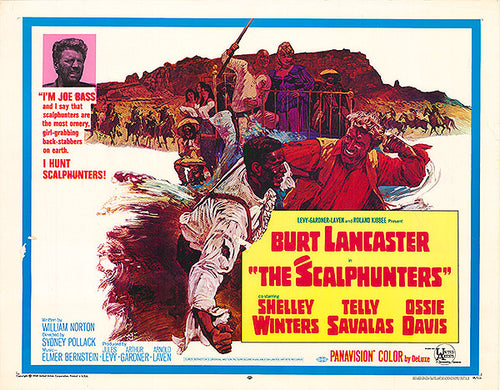 "I'M JOE BASS
and I say that
scalphunters are
the most ornery,
girl-grabbing
back-stabbers
on earth.
I HUNT
SCALPHUNTERS!"
LEVY-GARDNER-LAVEN and ROLAND KIBBEE Present
BURT LANCASTER
in
"THE SCALPHUNTERS"
co-starring
SHELLEY WINTERS
TELLY SAVALAS
OSSIE DAVIS
Written by
WILLIAM NORTON
Directed by
SYDNEY POLLACK
Music—
ELMER BERNSTEIN
Produced by
JULES LEVY- ARTHUR GARDNER- ARNOLD LAVEN
PANAVISION® COLOR by DeLuxe
United Artists